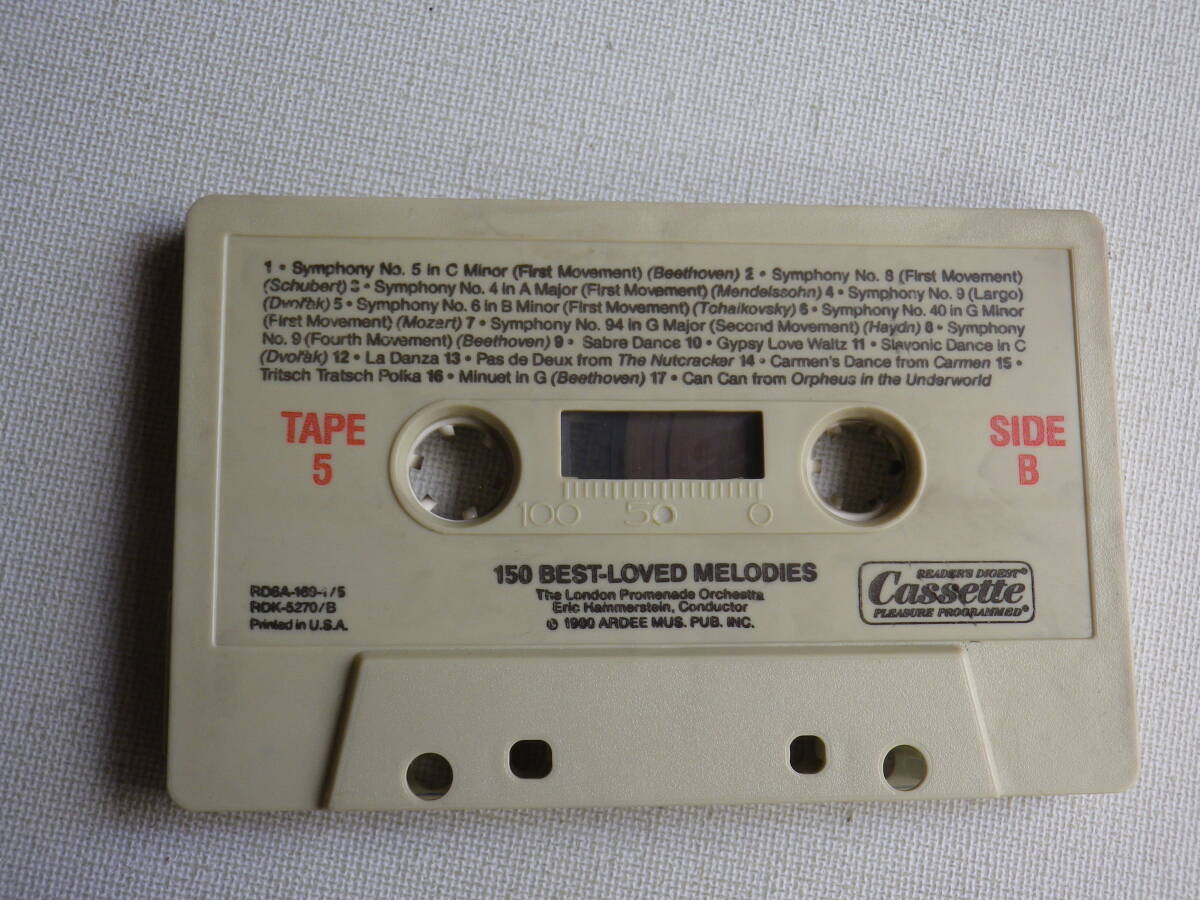 1 • Symphony No. 5 in C Minor (First Movement) (Beethoven) 2 • Symphony No. 8 (First Movement)
(Schubert) 3 • Symphony No. 4 in A Major (First Movement) (Mendelssohn) 4 • Symphony No. 9 (Largo)
(Dvořák) 5 • Symphony No. 6 in B Minor (First Movement) (Tchaikovsky) 6 • Symphony No. 40 in G Minor
(First Movement) (Mozart) 7 • Symphony No. 94 in G Major (Second Movement) (Haydn) 8 • Symphony
No. 9 (Fourth Movement) (Beethoven) 9 • Sabre Dance 10 • Gypsy Love Waltz 11 • Slavonic Dance in C
(Dvořák) 12 • La Danza 13 • Pas de Deux from The Nutcracker 14 • Carmen's Dance from Carmen 15 •
Tritsch Tratsch Polka 16 • Minuet in G (Beethoven) 17 • Can Can from Orpheus in the Underworld
TAPE
5
SIDE
B
100 50 0
150 BEST-LOVED MELODIES
The London Promenade Orchestra
Eric Hammerstein, Conductor
℗ 1980 ARDEE MUS. PUB. INC.
RDK-5270/B
Printed in U.S.A.
READER'S DIGEST®
Cassette
PLEASURE PROGRAMMED®